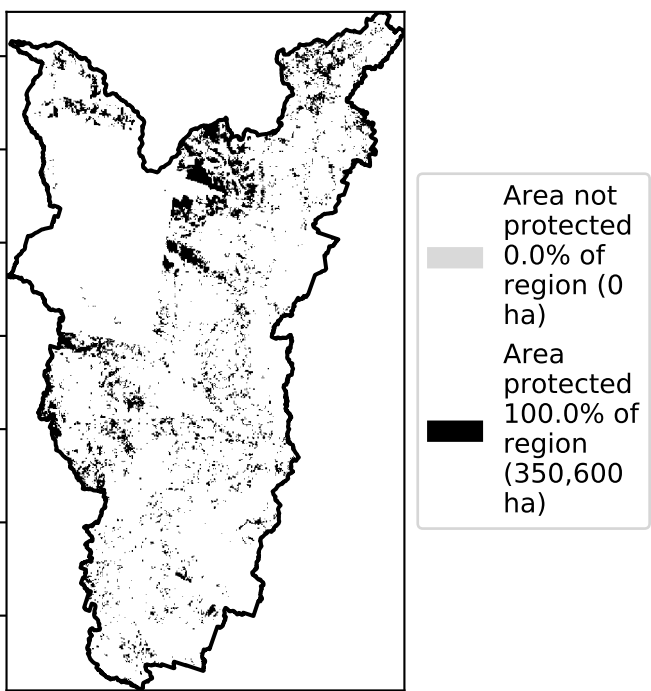 Area not
protected
0.0% of
region (0
ha)
Area
protected
100.0% of
region
(350,600
ha)